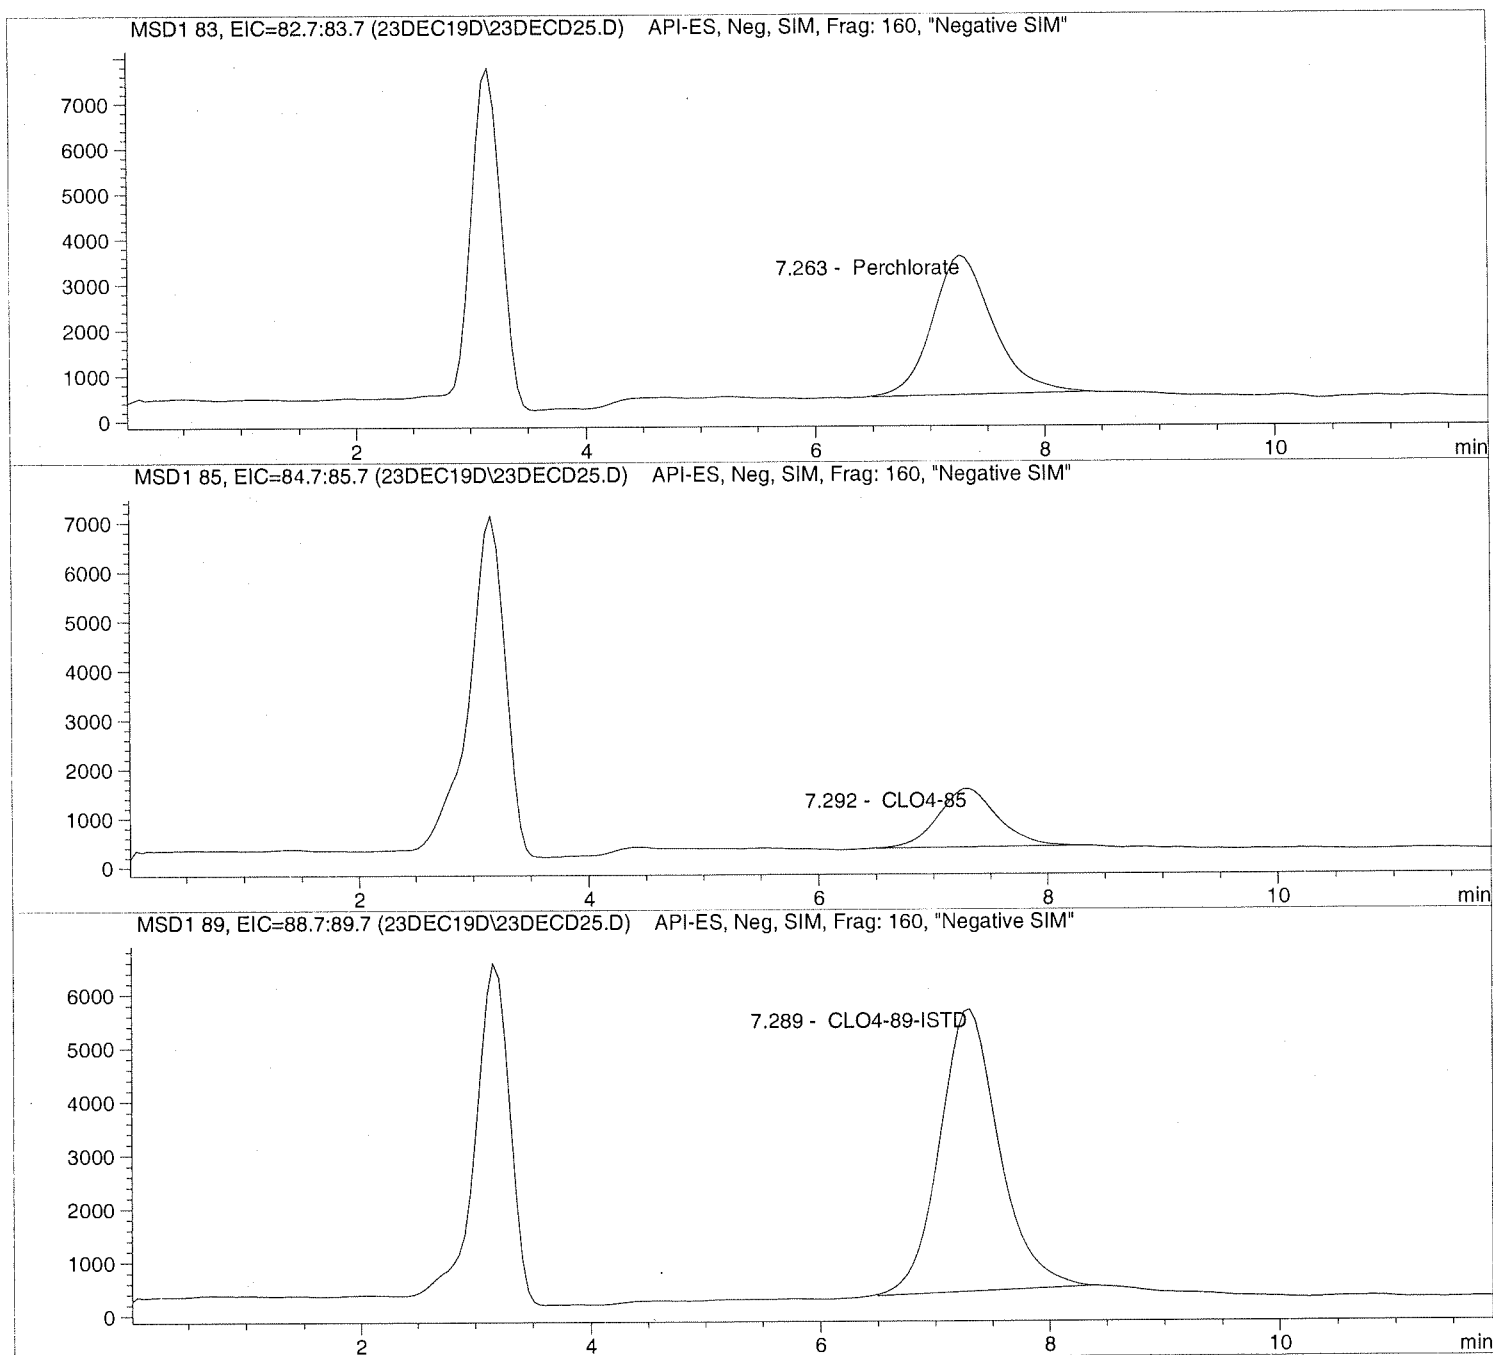 MSD1 83, EIC=82.7:83.7 (23DEC19D\23DECD25.D) API-ES, Neg, SIM, Frag: 160, "Negative SIM"
7000
6000
5000
4000
3000
2000
1000
0
7.263 - Perchlorate
2 4 6 8 10 min
MSD1 85, EIC=84.7:85.7 (23DEC19D\23DECD25.D) API-ES, Neg, SIM, Frag: 160, "Negative SIM"
7000
6000
5000
4000
3000
2000
1000
0
7.292 - CLO4-85
2 4 6 8 10 min
MSD1 89, EIC=88.7:89.7 (23DEC19D\23DECD25.D) API-ES, Neg, SIM, Frag: 160, "Negative SIM"
6000
5000
4000
3000
2000
1000
0
7.289 - CLO4-89-ISTD
2 4 6 8 10 min